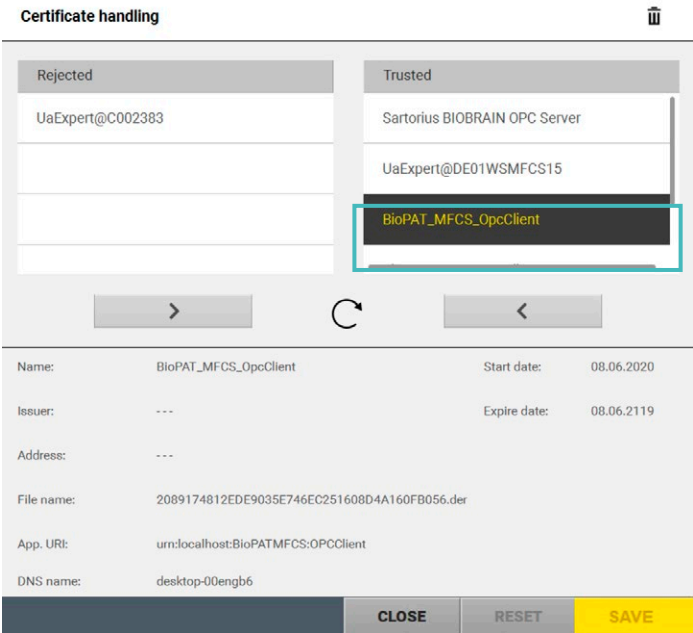 Certificate handling
Rejected
Trusted
UaExpert@C002383
Sartorius BIOBRAIN OPC Server
UaExpert@DE01WSMFCS15
BioPAT_MFCS_OpcClient
>
<
Name: BioPAT_MFCS_OpcClient Start date: 08.06.2020
Issuer: --- Expire date: 08.06.2119
Address: ---
File name: 2089174812EDE9035E746EC251608D4A160FB056.der
App. URI: urn:localhost:BioPATMFCS:OPCClient
DNS name: desktop-00engb6
CLOSE RESET SAVE